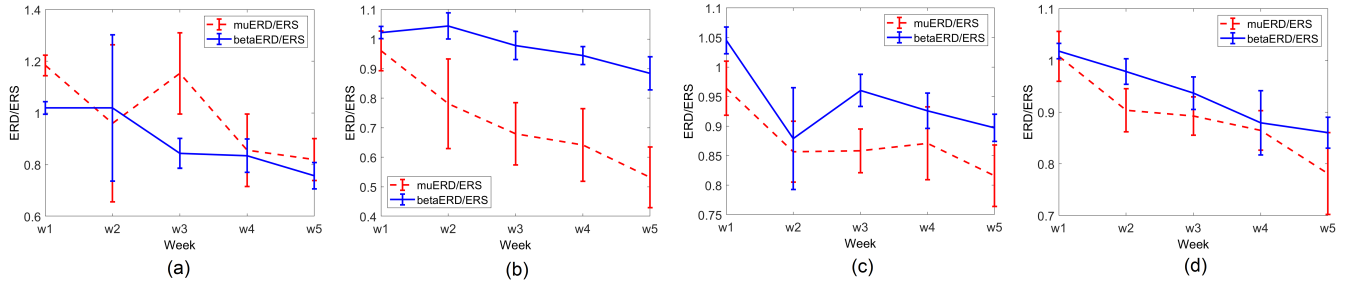 ERD/ERS
1.4
1.2
1
0.8
0.6
muERD/ERS
betaERD/ERS
w1 w2 w3 w4 w5
Week
(a)
ERD/ERS
1.1
1
0.9
0.8
0.7
0.6
0.5
0.4
muERD/ERS
betaERD/ERS
w1 w2 w3 w4 w5
Week
(b)
ERD/ERS
1.1
1.05
1
0.95
0.9
0.85
0.8
0.75
muERD/ERS
betaERD/ERS
w1 w2 w3 w4 w5
Week
(c)
ERD/ERS
1.1
1
0.9
0.8
0.7
muERD/ERS
betaERD/ERS
w1 w2 w3 w4 w5
Week
(d)